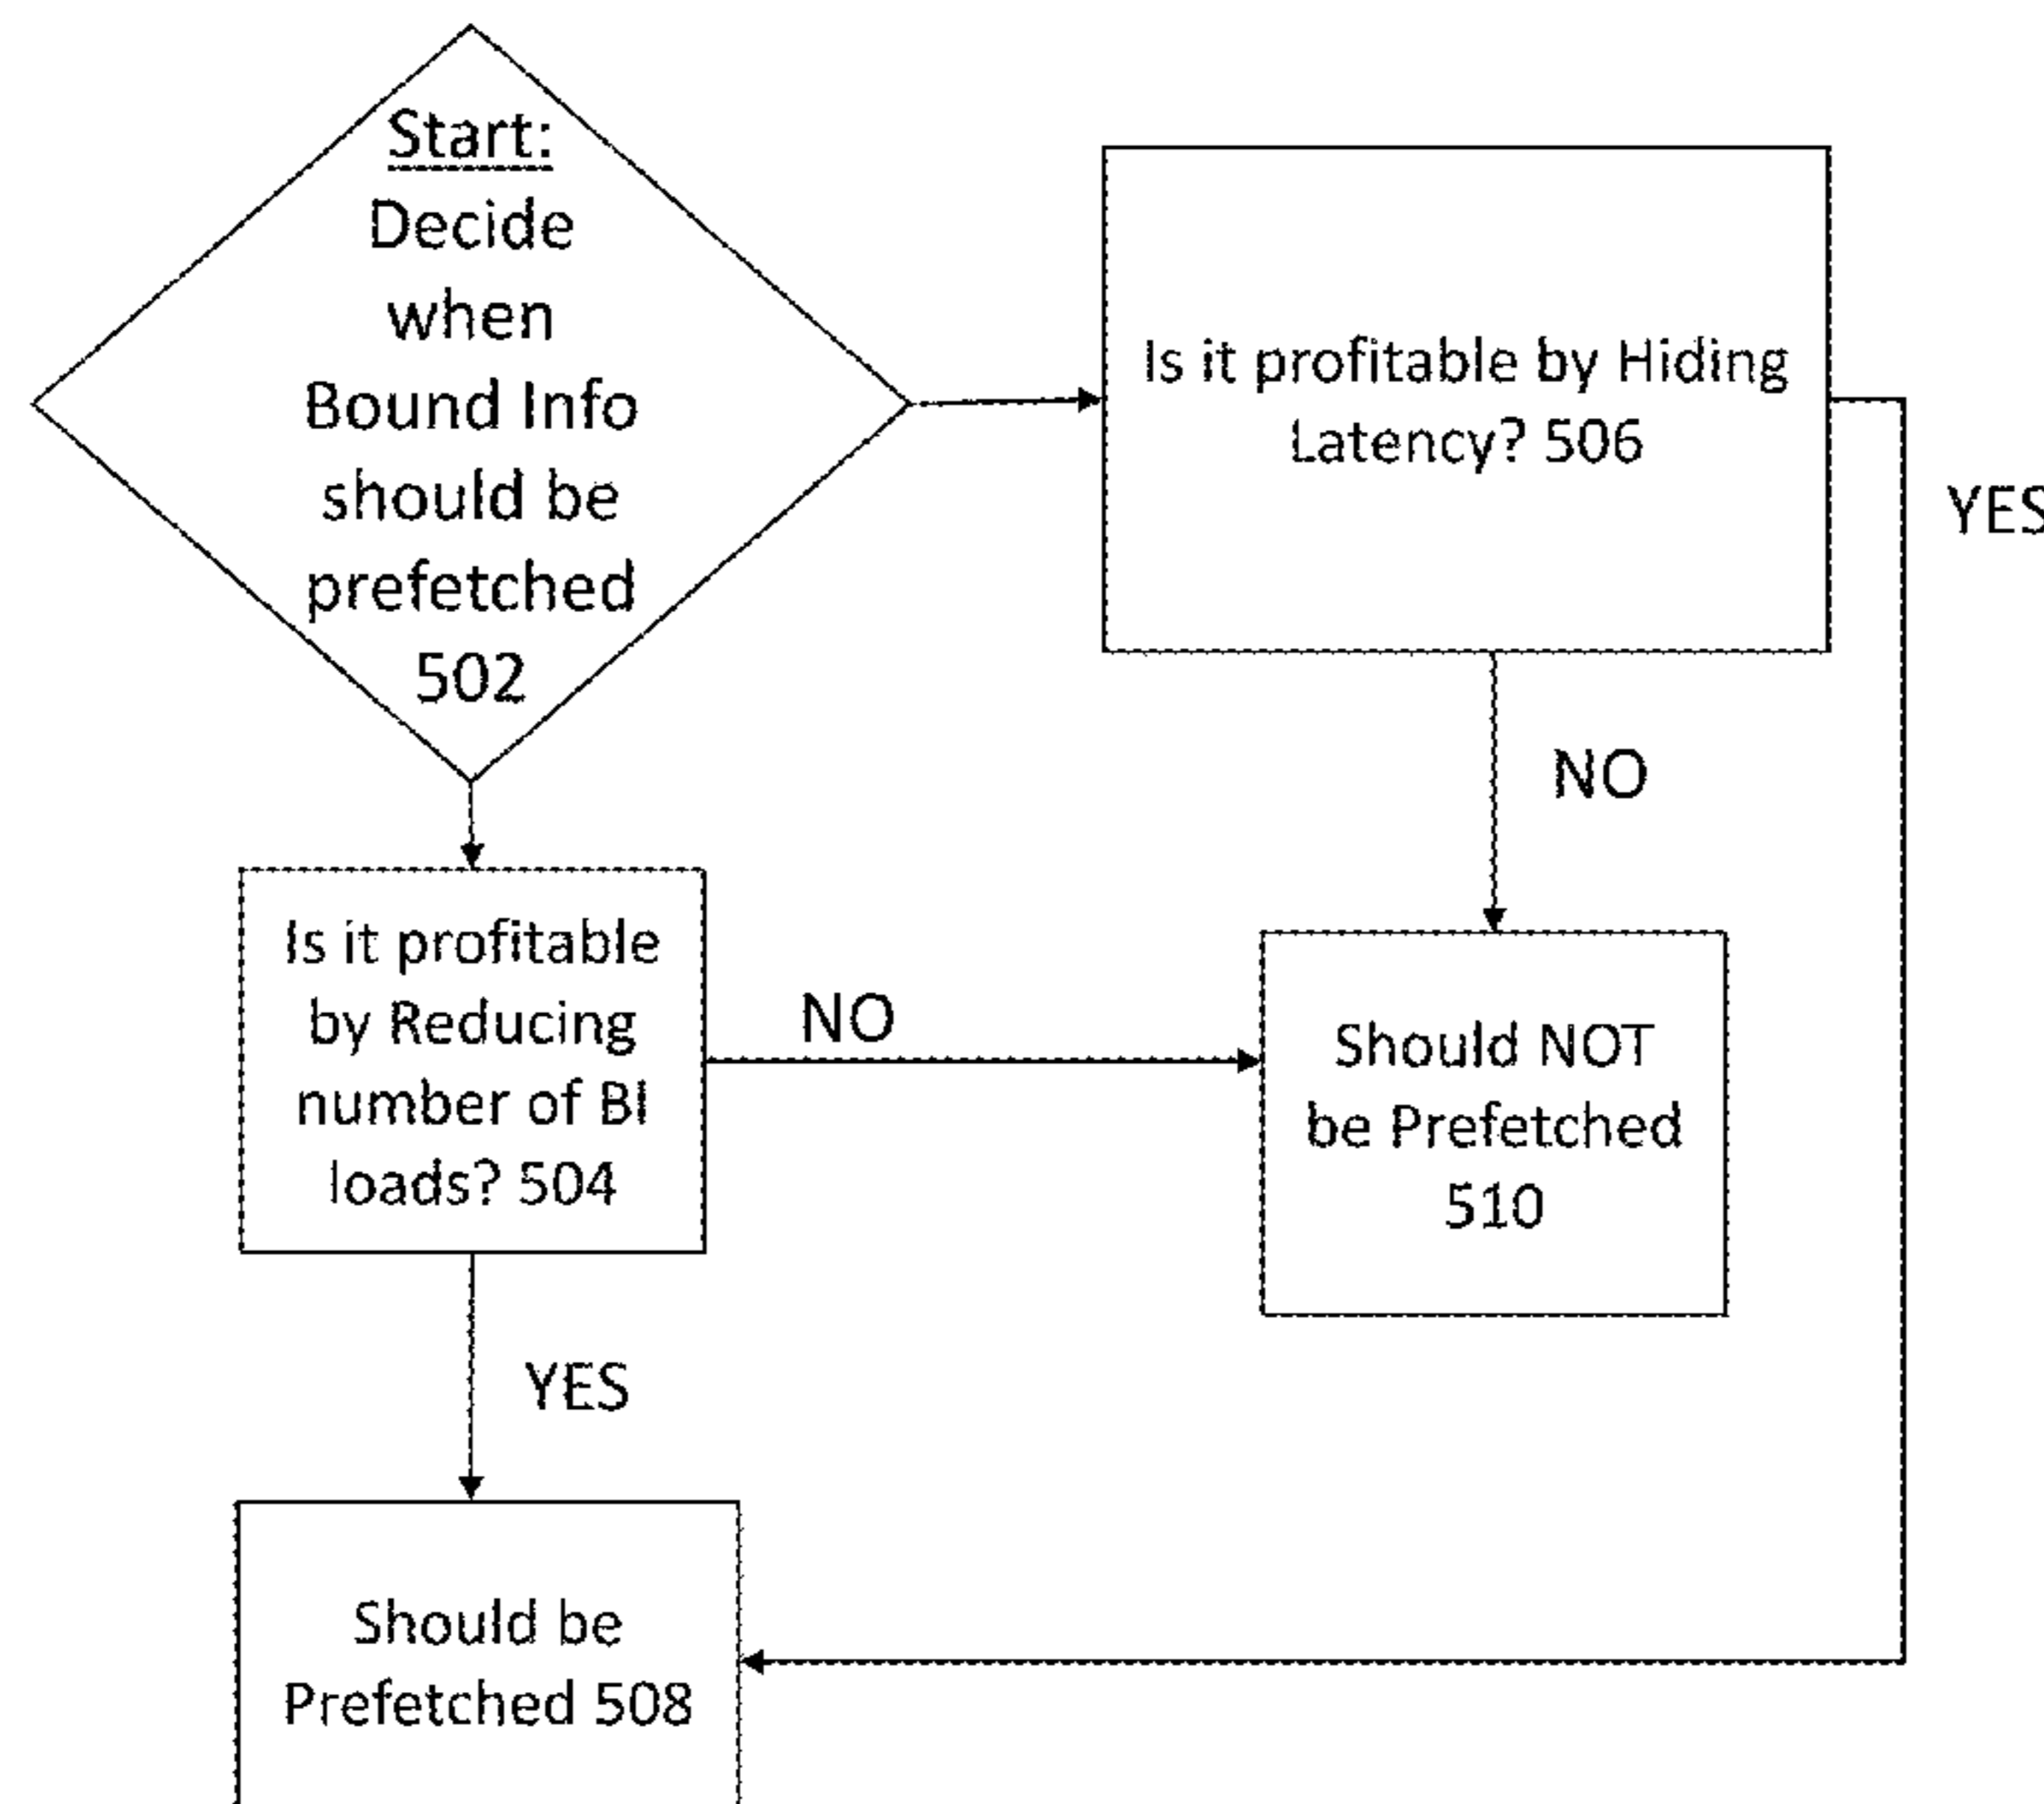 Start:
Decide
when
Bound Info
should be
prefetched
502
Is it profitable by Hiding
Latency? 506
YES
NO
Is it profitable
by Reducing
number of BI
loads? 504
NO
Should NOT
be Prefetched
510
YES
Should be
Prefetched 508